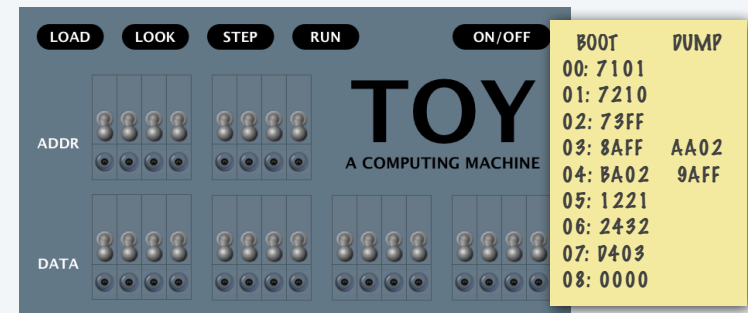 LOAD LOOK STEP RUN ON/OFF
TOY
ADDR
A COMPUTING MACHINE
DATA
BOOT DUMP
00: 7101
01: 7210
02: 73FF
03: 8AFF AA02
04: BA02 9AFF
05: 1221
06: 2432
07: D403
08: 0000